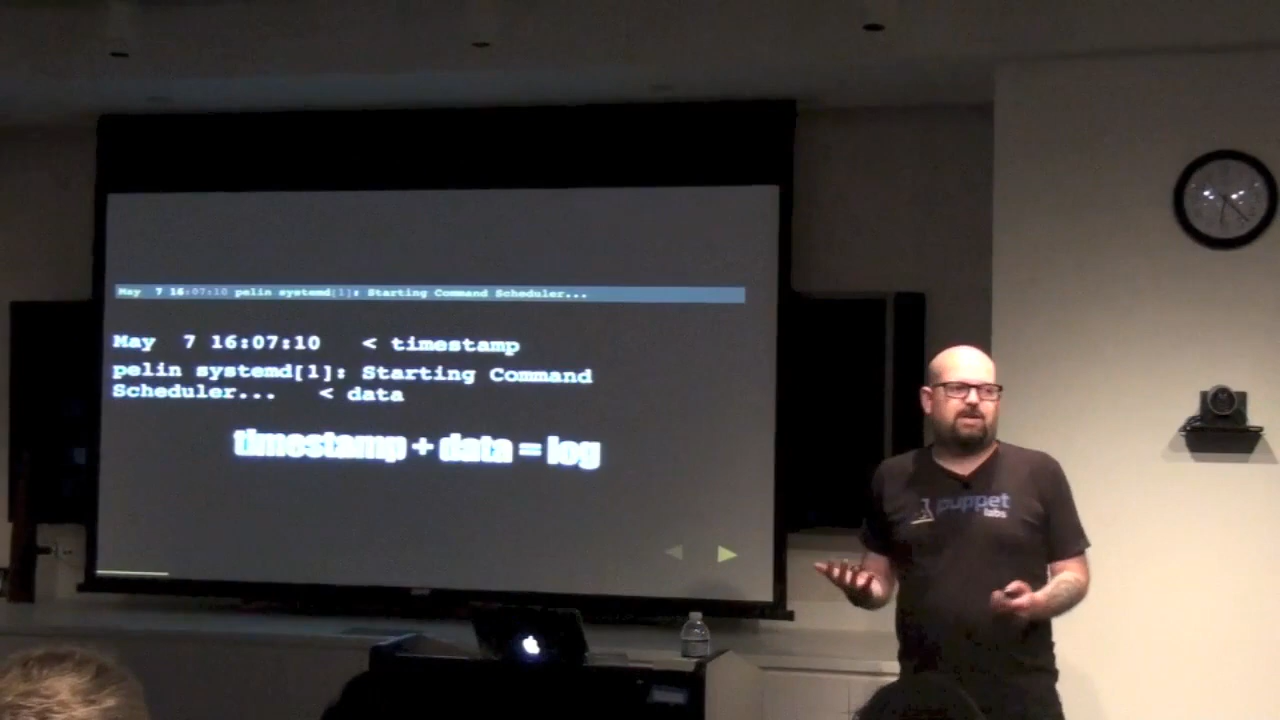 May  7 16:07:10 pelin systemd[1]: Starting Command Scheduler...
May  7 16:07:10   < timestamp
pelin systemd[1]: Starting Command
Scheduler...   < data
timestamp + data = log
puppet
labs